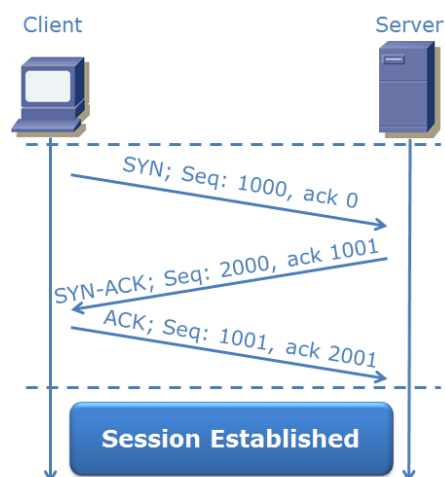 Client
Server
SYN; Seq: 1000, ack 0
SYN-ACK; Seq: 2000, ack 1001
ACK; Seq: 1001, ack 2001
Session Established